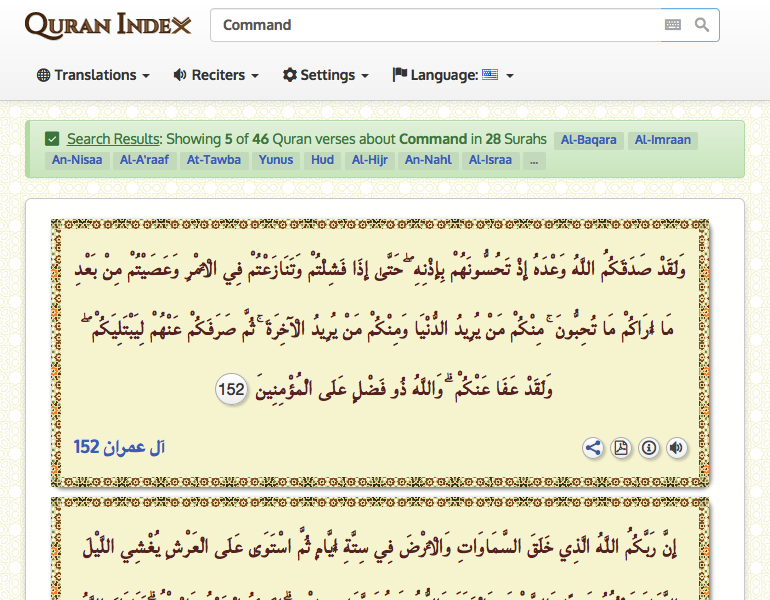 QURAN INDEX
Command
Translations
Reciters
Settings
Language:
Search Results: Showing 5 of 46 Quran verses about Command in 28 Surahs Al-Baqara Al-Imraan
An-Nisaa Al-A'raaf At-Tawba Yunus Hud Al-Hijr An-Nahl Al-Israa ...
وَلَقَدْ صَدَقَكُمُ اللَّهُ وَعْدَهُ إِذْ تَحُسُّونَهُمْ بِإِذْنِهِ ۖ حَتَّىٰ إِذَا فَشِلْتُمْ وَتَنَازَعْتُمْ فِي الْأَمْرِ وَعَصَيْتُمْ مِنْ بَعْدِ
مَا أَرَاكُمْ مَا تُحِبُّونَ ۚ مِنْكُمْ مَنْ يُرِيدُ الدُّنْيَا وَمِنْكُمْ مَنْ يُرِيدُ الْآخِرَةَ ۚ ثُمَّ صَرَفَكُمْ عَنْهُمْ لِيَبْتَلِيَكُمْ ۖ
وَلَقَدْ عَفَا عَنْكُمْ ۗ وَاللَّهُ ذُو فَضْلٍ عَلَى الْمُؤْمِنِينَ 152
آل عمران 152
إِنَّ رَبَّكُمُ اللَّهُ الَّذِي خَلَقَ السَّمَاوَاتِ وَالْأَرْضَ فِي سِتَّةِ أَيَّامٍ ثُمَّ اسْتَوَىٰ عَلَى الْعَرْشِ يُغْشِي اللَّيْلَ